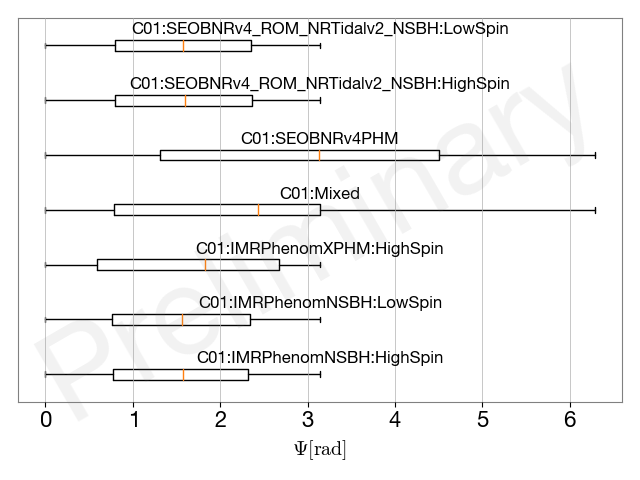 C01:SEOBNRv4_ROM_NRTidalv2_NSBH:LowSpin
C01:SEOBNRv4_ROM_NRTidalv2_NSBH:HighSpin
C01:SEOBNRv4PHM
C01:Mixed
C01:IMRPhenomXPHM:HighSpin
C01:IMRPhenomNSBH:LowSpin
C01:IMRPhenomNSBH:HighSpin
Preliminary
0 1 2 3 4 5 6
Ψ[rad]